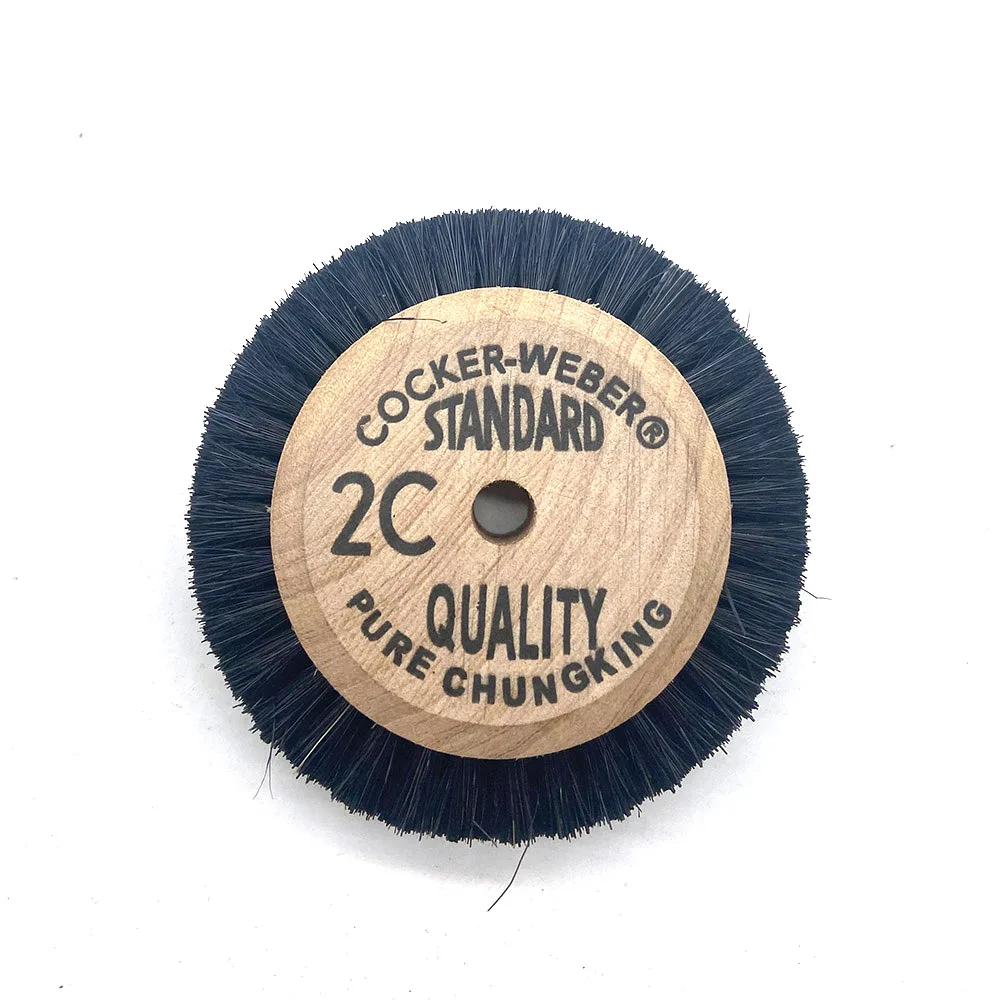 COCKER-WEBER®
STANDARD
2C
QUALITY
PURE CHUNGKING